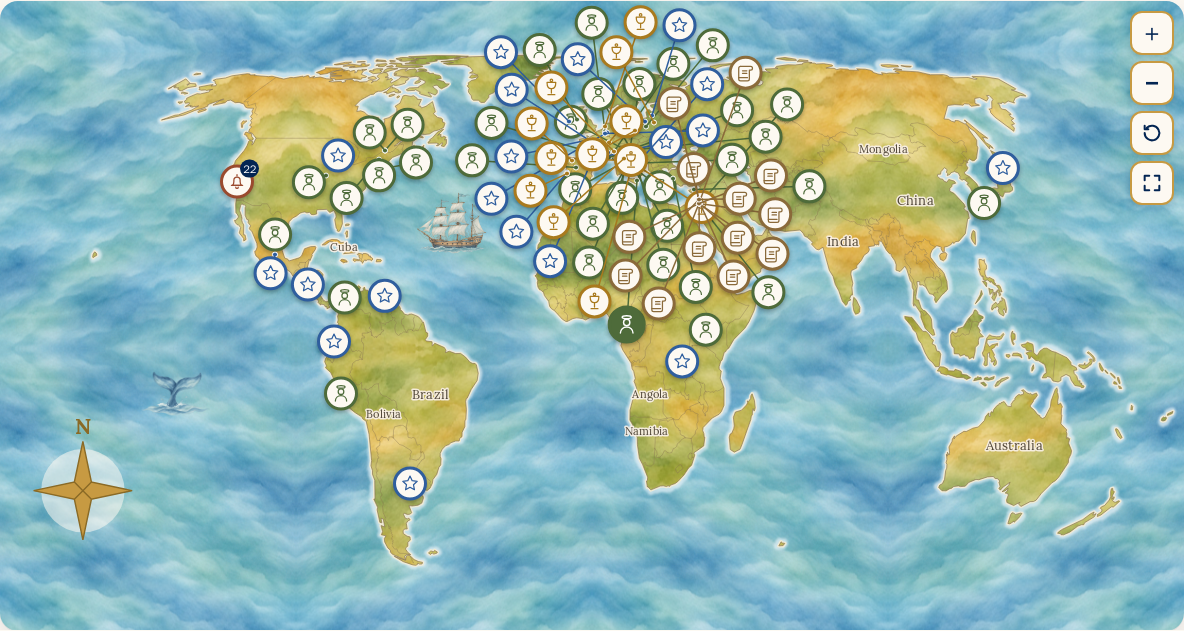 +
−
22
Mongolia
China
India
Cuba
Brazil
Bolivia
Angola
Namibia
Australia
N